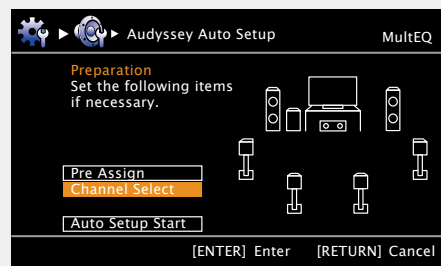 Audyssey Auto Setup
MultEQ
Preparation
Set the following items
if necessary.
Pre Assign
Channel Select
Auto Setup Start
[ENTER] Enter [RETURN] Cancel